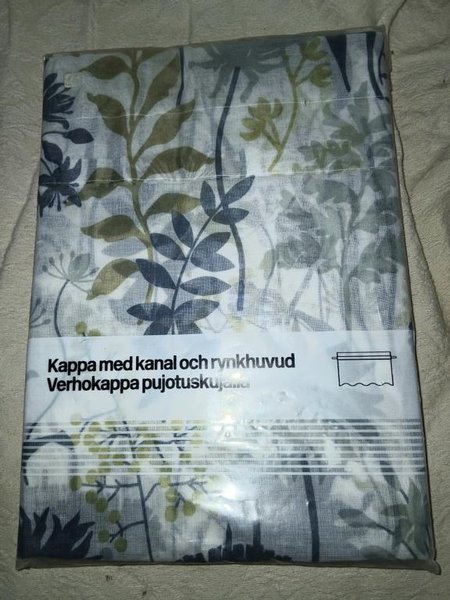 Kappa med kanal och rynkhuvud
Verhokappa pujotuskujalla